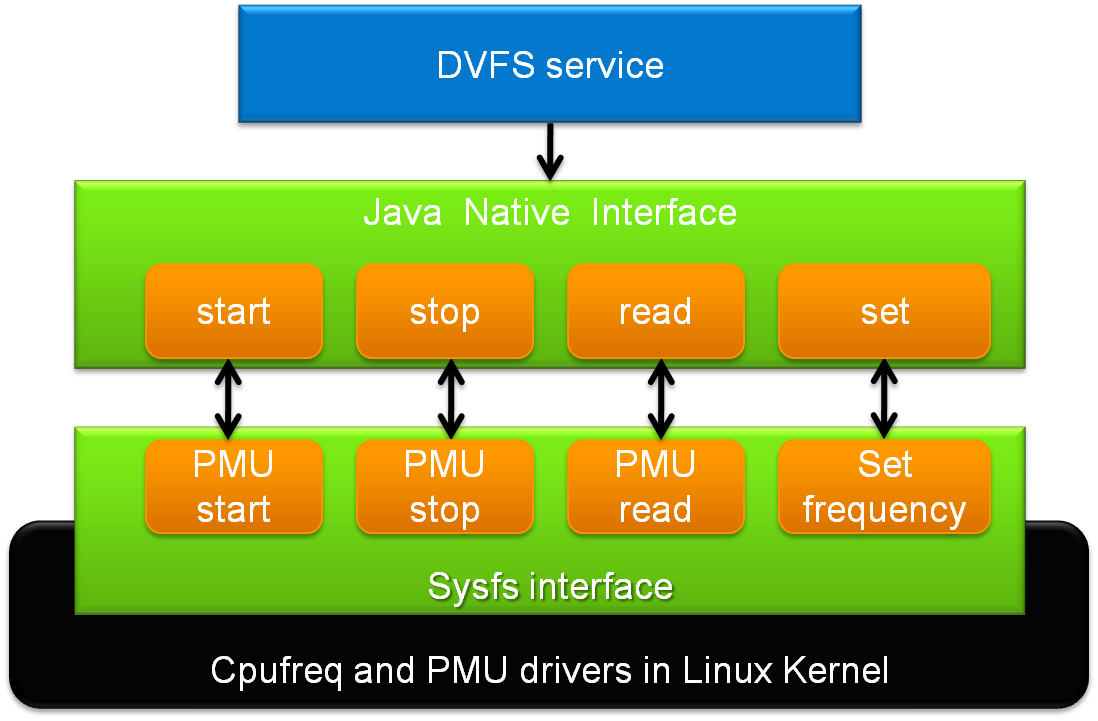 DVFS service
Java Native Interface
start
stop
read
set
PMU
start
PMU
stop
PMU
read
Set
frequency
Sysfs interface
Cpufreq and PMU drivers in Linux Kernel